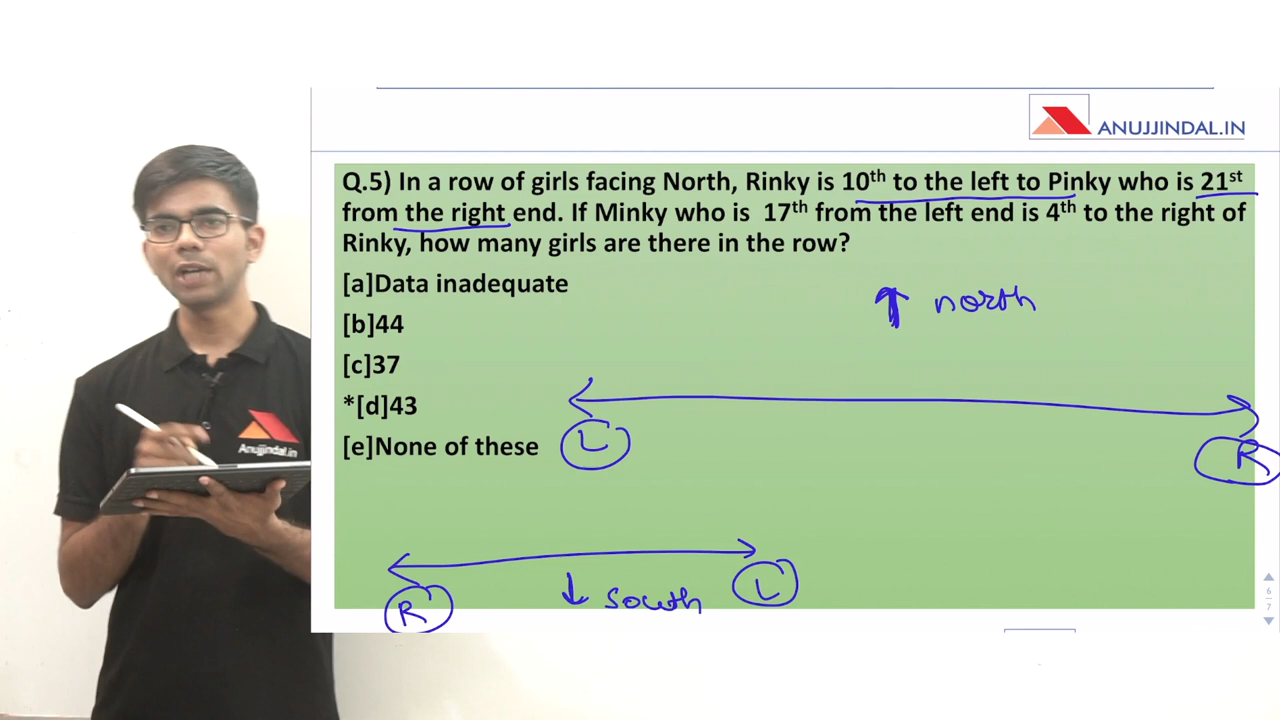 ANUJJINDAL.IN
Q.5) In a row of girls facing North, Rinky is 10th to the left to Pinky who is 21st
from the right end. If Minky who is 17th from the left end is 4th to the right of
Rinky, how many girls are there in the row?
[a]Data inadequate
north
[b]44
[c]37
*[d]43
[e]None of these
L
R
Anujjindal.in
R
south
L
6
7